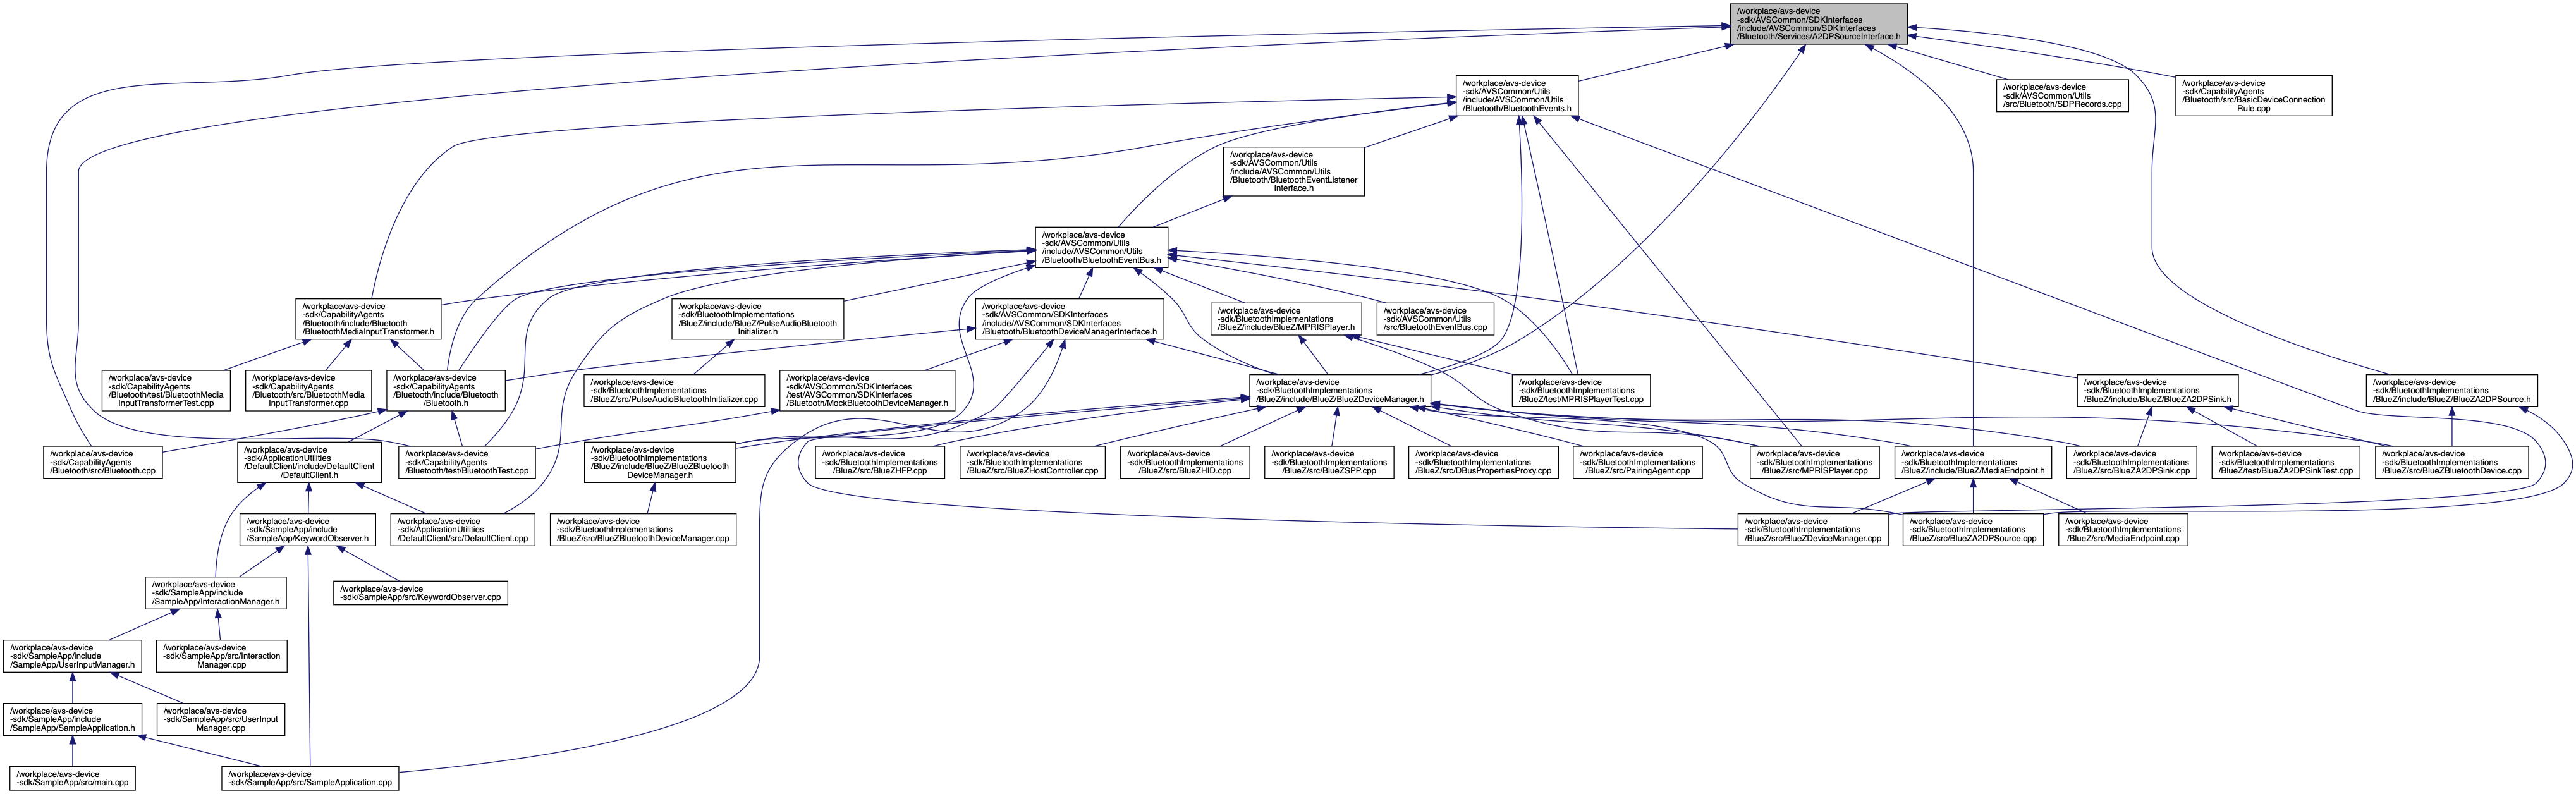 /workplace/avs-device
-sdk/AVSCommon/SDKInterfaces
/include/AVSCommon/SDKInterfaces
/Bluetooth/Services/A2DPSourceInterface.h
/workplace/avs-device
-sdk/AVSCommon/Utils
/include/AVSCommon/Utils
/Bluetooth/BluetoothEvents.h
/workplace/avs-device
-sdk/AVSCommon/Utils
/src/Bluetooth/SDPRecords.cpp
/workplace/avs-device
-sdk/CapabilityAgents
/Bluetooth/src/BasicDeviceConnection
Rule.cpp
/workplace/avs-device
-sdk/AVSCommon/Utils
/include/AVSCommon/Utils
/Bluetooth/BluetoothEventListener
Interface.h
/workplace/avs-device
-sdk/AVSCommon/Utils
/include/AVSCommon/Utils
/Bluetooth/BluetoothEventBus.h
/workplace/avs-device
-sdk/CapabilityAgents
/Bluetooth/include/Bluetooth
/BluetoothMediaInputTransformer.h
/workplace/avs-device
-sdk/BluetoothImplementations
/BlueZ/include/BlueZ/PulseAudioBluetooth
Initializer.h
/workplace/avs-device
-sdk/AVSCommon/SDKInterfaces
/include/AVSCommon/SDKInterfaces
/Bluetooth/BluetoothDeviceManagerInterface.h
/workplace/avs-device
-sdk/BluetoothImplementations
/BlueZ/include/BlueZ/MPRISPlayer.h
/workplace/avs-device
-sdk/AVSCommon/Utils
/src/BluetoothEventBus.cpp
/workplace/avs-device
-sdk/CapabilityAgents
/Bluetooth/test/BluetoothMedia
InputTransformerTest.cpp
/workplace/avs-device
-sdk/CapabilityAgents
/Bluetooth/src/BluetoothMedia
InputTransformer.cpp
/workplace/avs-device
-sdk/CapabilityAgents
/Bluetooth/include/Bluetooth
/Bluetooth.h
/workplace/avs-device
-sdk/BluetoothImplementations
/BlueZ/src/PulseAudioBluetoothInitializer.cpp
/workplace/avs-device
-sdk/AVSCommon/SDKInterfaces
/test/AVSCommon/SDKInterfaces
/Bluetooth/MockBluetoothDeviceManager.h
/workplace/avs-device
-sdk/BluetoothImplementations
/BlueZ/include/BlueZ/BlueZDeviceManager.h
/workplace/avs-device
-sdk/BluetoothImplementations
/BlueZ/test/MPRISPlayerTest.cpp
/workplace/avs-device
-sdk/BluetoothImplementations
/BlueZ/include/BlueZ/BlueZA2DPSink.h
/workplace/avs-device
-sdk/BluetoothImplementations
/BlueZ/include/BlueZ/BlueZA2DPSource.h
/workplace/avs-device
-sdk/CapabilityAgents
/Bluetooth/src/Bluetooth.cpp
/workplace/avs-device
-sdk/ApplicationUtilities
/DefaultClient/include/DefaultClient
/DefaultClient.h
/workplace/avs-device
-sdk/CapabilityAgents
/Bluetooth/test/BluetoothTest.cpp
/workplace/avs-device
-sdk/BluetoothImplementations
/BlueZ/include/BlueZ/BlueZBluetooth
DeviceManager.h
/workplace/avs-device
-sdk/BluetoothImplementations
/BlueZ/src/BlueZHFP.cpp
/workplace/avs-device
-sdk/BluetoothImplementations
/BlueZ/src/BlueZHostController.cpp
/workplace/avs-device
-sdk/BluetoothImplementations
/BlueZ/src/BlueZHID.cpp
/workplace/avs-device
-sdk/BluetoothImplementations
/BlueZ/src/BlueZSPP.cpp
/workplace/avs-device
-sdk/BluetoothImplementations
/BlueZ/src/DBusPropertiesProxy.cpp
/workplace/avs-device
-sdk/BluetoothImplementations
/BlueZ/src/PairingAgent.cpp
/workplace/avs-device
-sdk/BluetoothImplementations
/BlueZ/src/MPRISPlayer.cpp
/workplace/avs-device
-sdk/BluetoothImplementations
/BlueZ/include/BlueZ/MediaEndpoint.h
/workplace/avs-device
-sdk/BluetoothImplementations
/BlueZ/src/BlueZA2DPSink.cpp
/workplace/avs-device
-sdk/BluetoothImplementations
/BlueZ/test/BlueZA2DPSinkTest.cpp
/workplace/avs-device
-sdk/BluetoothImplementations
/BlueZ/src/BlueZBluetoothDevice.cpp
/workplace/avs-device
-sdk/SampleApp/include
/SampleApp/KeywordObserver.h
/workplace/avs-device
-sdk/ApplicationUtilities
/DefaultClient/src/DefaultClient.cpp
/workplace/avs-device
-sdk/BluetoothImplementations
/BlueZ/src/BlueZBluetoothDeviceManager.cpp
/workplace/avs-device
-sdk/BluetoothImplementations
/BlueZ/src/BlueZDeviceManager.cpp
/workplace/avs-device
-sdk/BluetoothImplementations
/BlueZ/src/BlueZA2DPSource.cpp
/workplace/avs-device
-sdk/BluetoothImplementations
/BlueZ/src/MediaEndpoint.cpp
/workplace/avs-device
-sdk/SampleApp/include
/SampleApp/InteractionManager.h
/workplace/avs-device
-sdk/SampleApp/src/KeywordObserver.cpp
/workplace/avs-device
-sdk/SampleApp/include
/SampleApp/UserInputManager.h
/workplace/avs-device
-sdk/SampleApp/src/Interaction
Manager.cpp
/workplace/avs-device
-sdk/SampleApp/include
/SampleApp/SampleApplication.h
/workplace/avs-device
-sdk/SampleApp/src/UserInput
Manager.cpp
/workplace/avs-device
-sdk/SampleApp/src/main.cpp
/workplace/avs-device
-sdk/SampleApp/src/SampleApplication.cpp